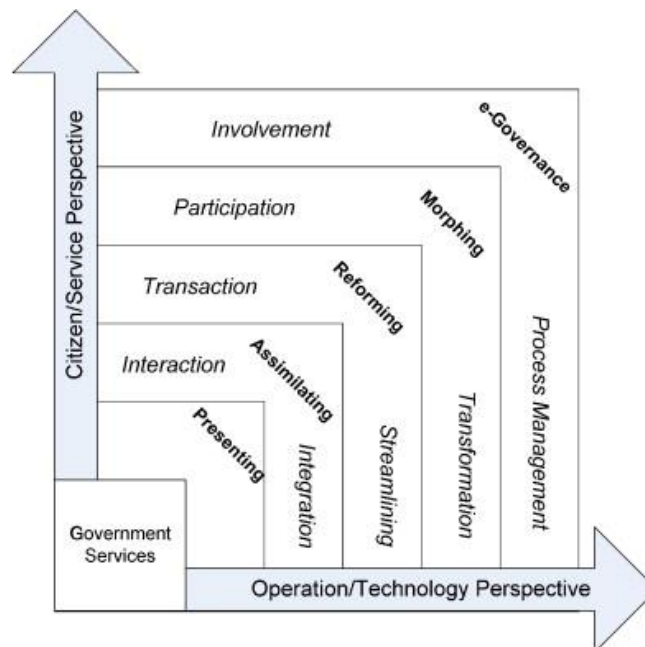 e-Governance
Involvement
Morphing
Participation
Reforming
Transaction
Assimilating
Interaction
Presenting
Integration
Streamlining
Transformation
Process Management
Citizen/Service Perspective
Government
Services
Operation/Technology Perspective